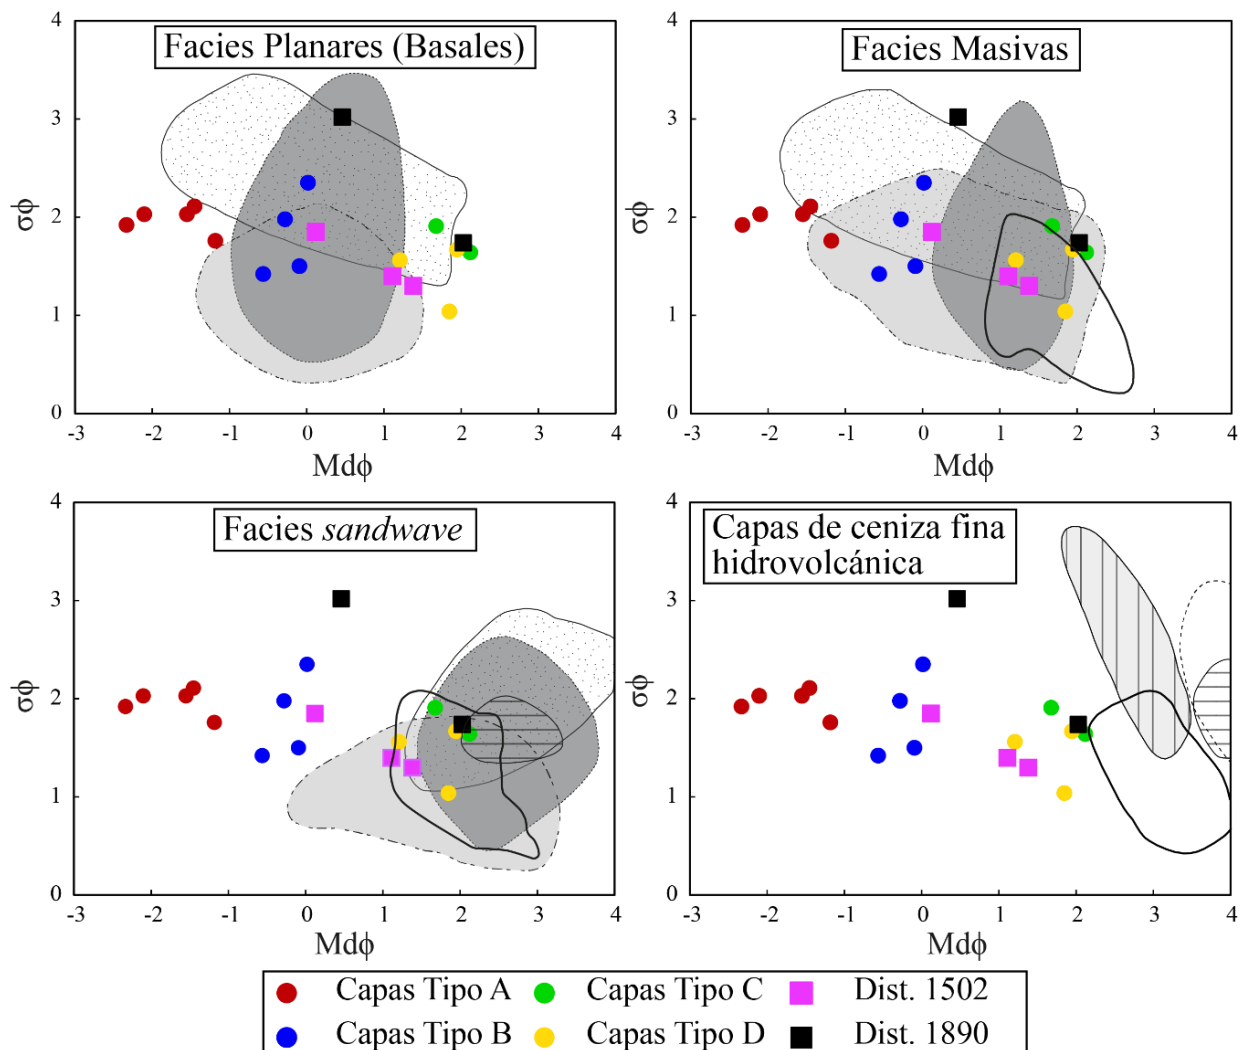 Facies Planares (Basales)
4
3
2
1
0
σϕ
-3 -2 -1 0 1 2 3 4
Mdϕ
Facies Masivas
4
3
2
1
0
σϕ
-3 -2 -1 0 1 2 3 4
Mdϕ
Facies sandwave
4
3
2
1
0
σϕ
-3 -2 -1 0 1 2 3 4
Mdϕ
Capas de ceniza fina
hidrovolcánica
4
3
2
1
0
σϕ
-3 -2 -1 0 1 2 3 4
Mdϕ
Capas Tipo A Capas Tipo C Dist. 1502
Capas Tipo B Capas Tipo D Dist. 1890